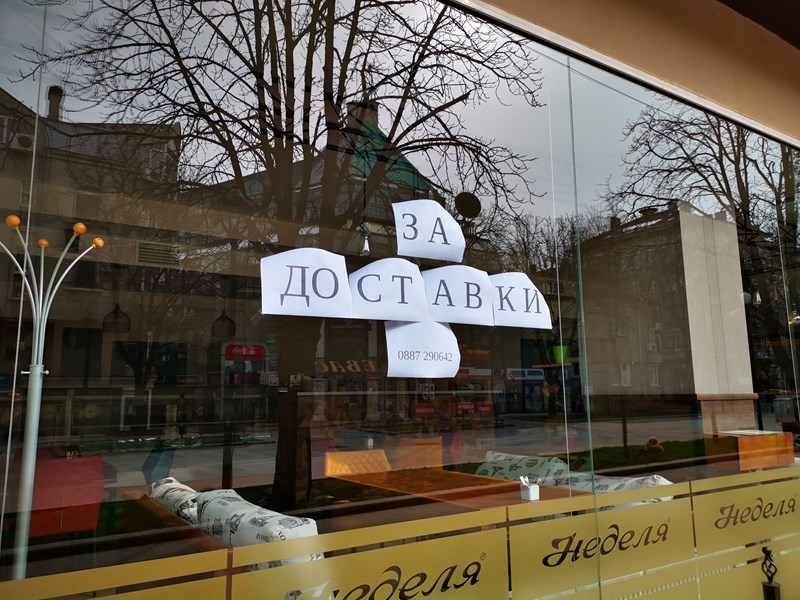 ЗА
ДОСТАВКИ
0887 290642
Неделя®
Неделя®
Неделя